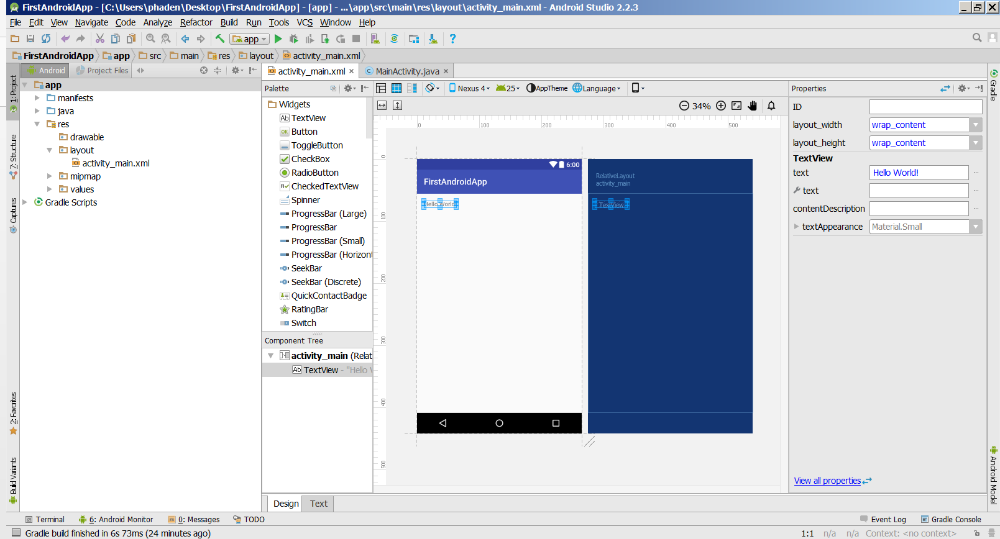 FirstAndroidApp - [C:\Users\phaden\Desktop\FirstAndroidApp] - [app] - ...\app\src\main\res\layout\activity_main.xml - Android Studio 2.2.3
File Edit View Navigate Code Analyze Refactor Build Run Tools VCS Window Help
app
FirstAndroidApp app src main res layout activity_main.xml
1: Project
Z: Structure
Captures
2: Favorites
Build Variants
Android Project Files
app
manifests
java
res
drawable
layout
activity_main.xml
mipmap
values
Gradle Scripts
activity_main.xml MainActivity.java
Palette
Widgets
Ab TextView
OK Button
ToggleButton
CheckBox
RadioButton
A CheckedTextView
Spinner
ProgressBar (Large)
ProgressBar
ProgressBar (Small)
ProgressBar (Horizont
SeekBar
SeekBar (Discrete)
QuickContactBadge
RatingBar
Switch
Component Tree
activity_main (Relat
Ab TextView - "Hello W
Nexus 4 25 AppTheme Language
34%
0 100 200 300 400 500
0
100
200
300
400
500
6:00
FirstAndroidApp
Hello World!
RelativeLayout
activity_main
TextView
Design Text
Properties
ID
layout_width wrap_content
layout_height wrap_content
TextView
text Hello World! ...
text
contentDescription ...
textAppearance Material.Small
View all properties
Gradle
Android Model
Terminal 6: Android Monitor 0: Messages TODO Event Log Gradle Console
Gradle build finished in 6s 73ms (24 minutes ago) 1:1 n/a n/a Context: <no context>